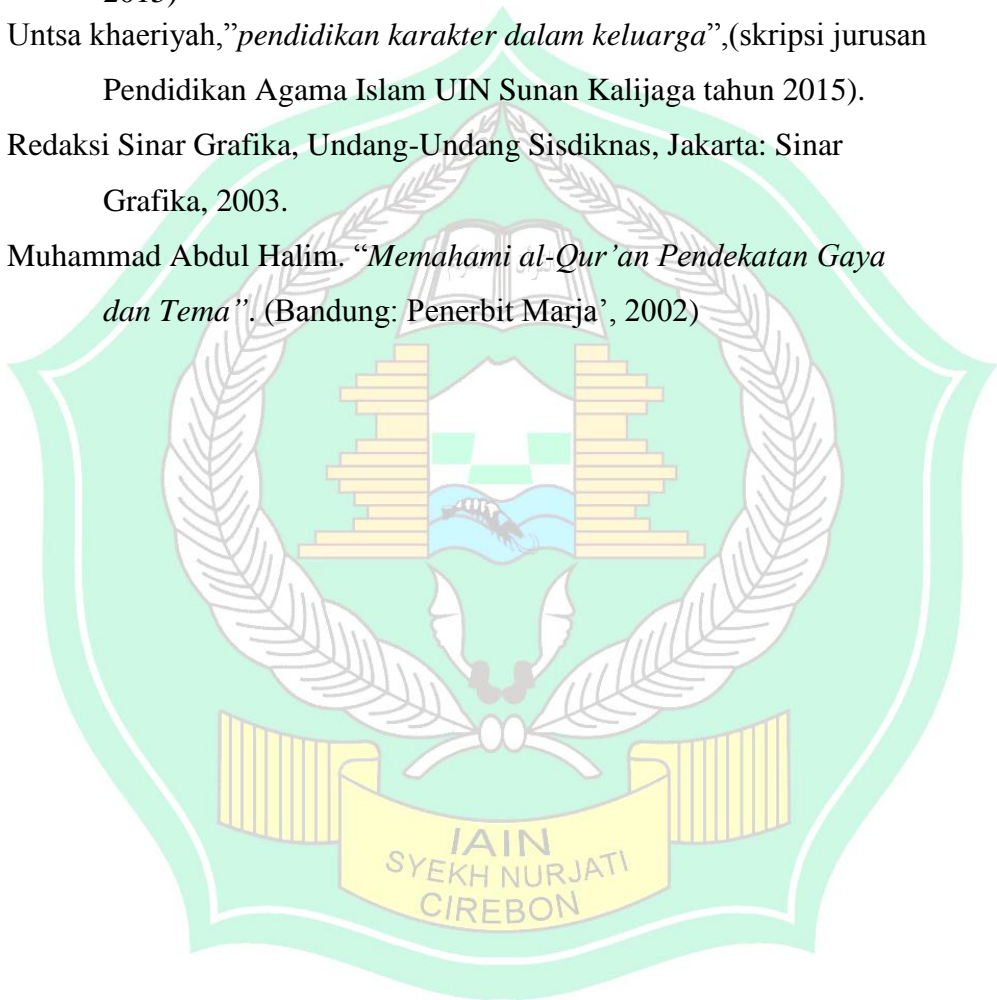 Untsa khaeriyah,”pendidikan karakter dalam keluarga”,(skripsi jurusan
Pendidikan Agama Islam UIN Sunan Kalijaga tahun 2015).
Redaksi Sinar Grafika, Undang-Undang Sisdiknas, Jakarta: Sinar
Grafika, 2003.
Muhammad Abdul Halim. “Memahami al-Qur’an Pendekatan Gaya
dan Tema”. (Bandung: Penerbit Marja’, 2002)
IAIN
SYEKH NURJATI
CIREBON